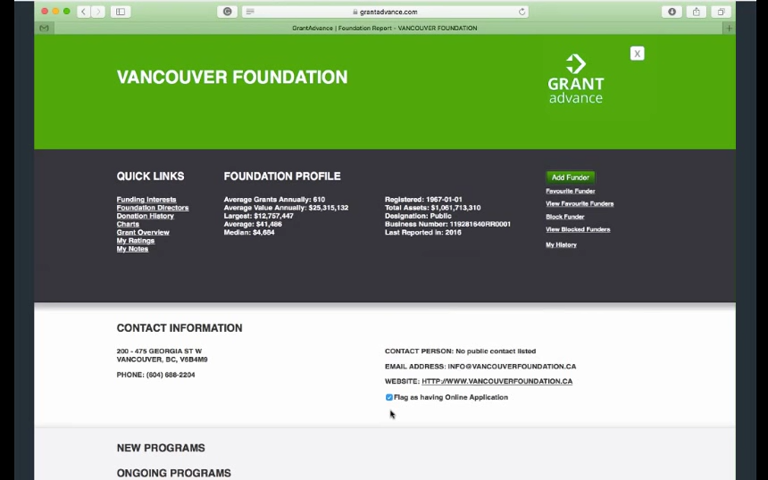 grantadvance.com
GrantAdvance | Foundation Report - VANCOUVER FOUNDATION
VANCOUVER FOUNDATION
GRANT
advance
X
QUICK LINKS
Funding Interests
Foundation Directors
Donation History
Charts
Grant Overview
My Ratings
My Notes
FOUNDATION PROFILE
Average Grants Annually: 610
Average Value Annually: $25,315,132
Largest: $12,757,447
Average: $41,486
Median: $4,684
Registered: 1967-01-01
Total Assets: $1,061,713,310
Designation: Public
Business Number: 119281640RR0001
Last Reported in: 2016
Add Funder
Favourite Funder
View Favourite Funders
Block Funder
View Blocked Funders
My History
CONTACT INFORMATION
200 - 475 GEORGIA ST W
VANCOUVER, BC, V6B4M9
PHONE: (604) 688-2204
CONTACT PERSON: No public contact listed
EMAIL ADDRESS: INFO@VANCOUVERFOUNDATION.CA
WEBSITE: HTTP://WWW.VANCOUVERFOUNDATION.CA
Flag as having Online Application
NEW PROGRAMS
ONGOING PROGRAMS